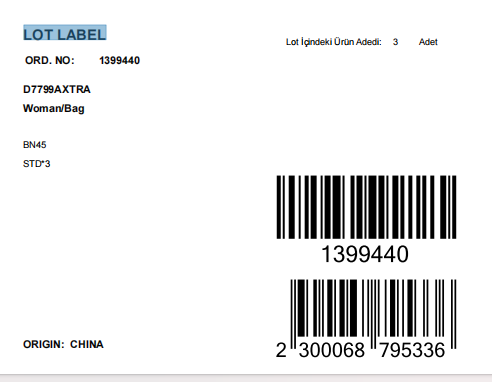 LOT LABEL
Lot İçindeki Ürün Adedi: 3 Adet
ORD. NO: 1399440
D7799AXTRA
Woman/Bag
BN45
STD*3
1399440
2 300068 795336
ORIGIN: CHINA